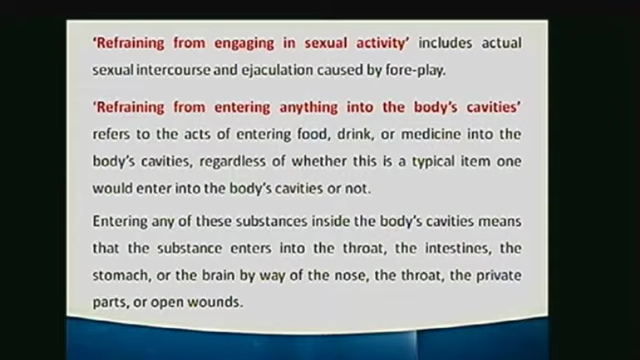 ‘Refraining from engaging in sexual activity’ includes actual
sexual intercourse and ejaculation caused by fore-play.
‘Refraining from entering anything into the body’s cavities’
refers to the acts of entering food, drink, or medicine into the
body’s cavities, regardless of whether this is a typical item one
would enter into the body’s cavities or not.
Entering any of these substances inside the body’s cavities means
that the substance enters into the throat, the intestines, the
stomach, or the brain by way of the nose, the throat, the private
parts, or open wounds.